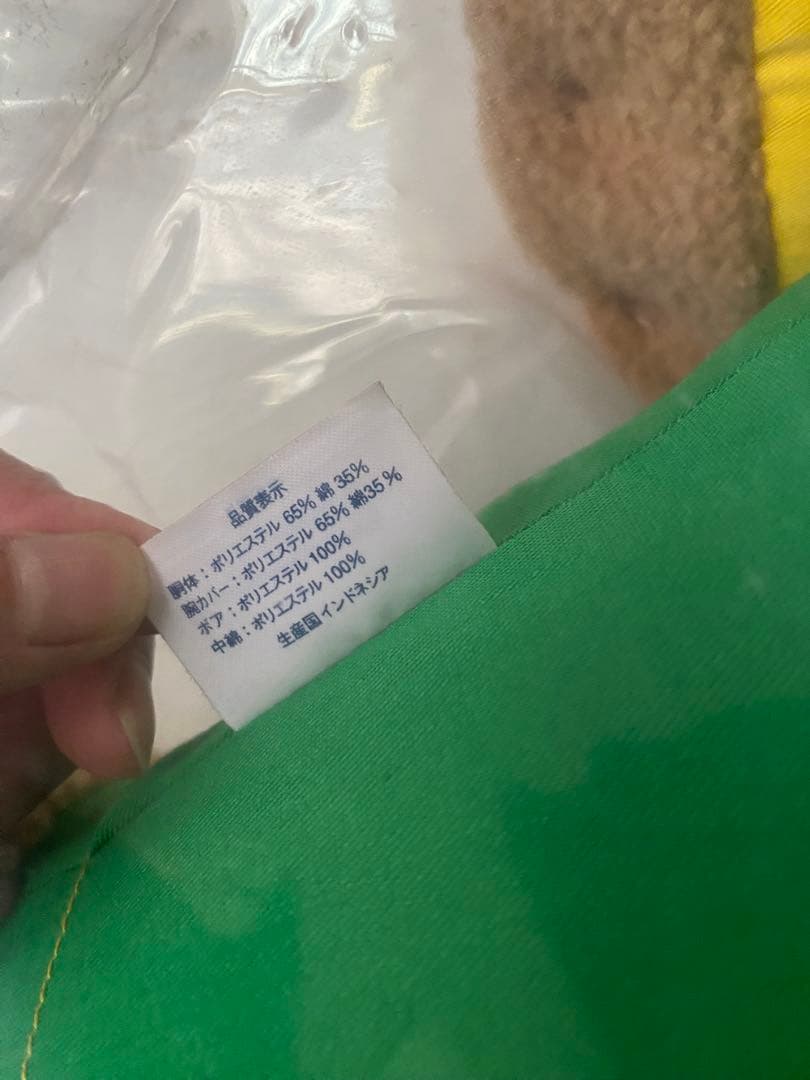 品質表示
胴体：ポリエステル 65% 綿 35%
腕カバー：ポリエステル 65% 綿35％
ボア：ポリエステル 100%
中綿：ポリエステル 100%
生産国 インドネシア